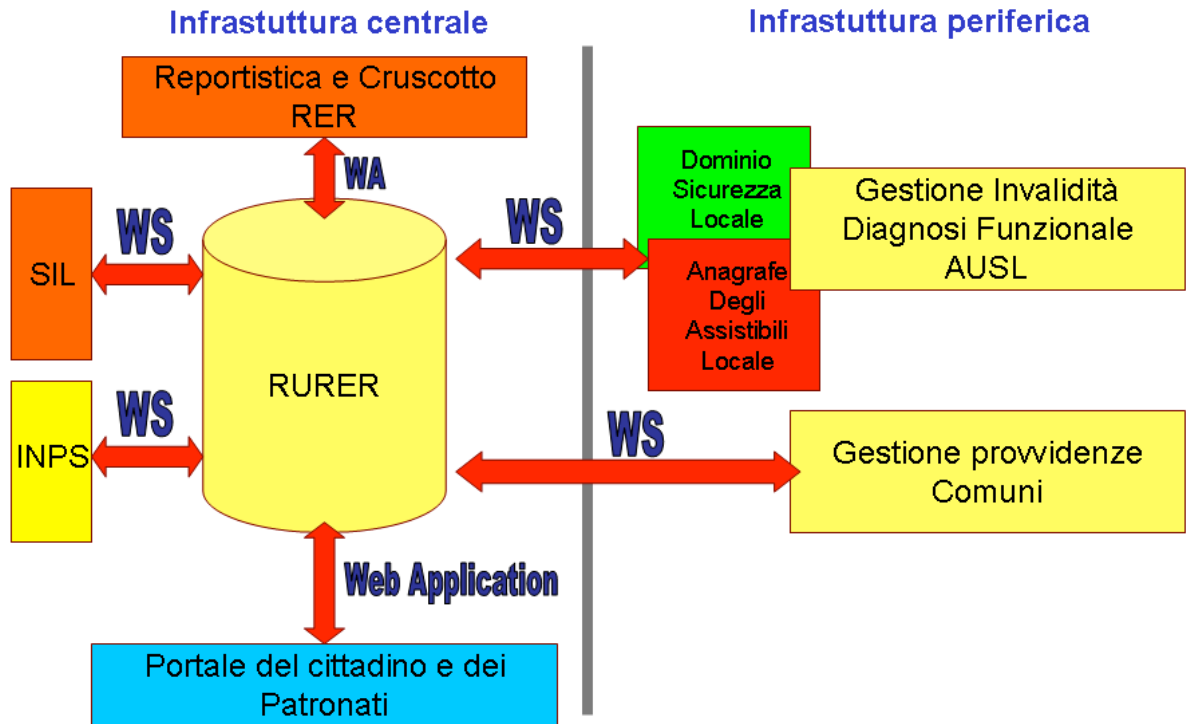 Infrastuttura centrale
Infrastuttura periferica
Reportistica e Cruscotto
RER
WA
Dominio
Sicurezza
Locale
Gestione Invalidità
Diagnosi Funzionale
AUSL
WS
WS
SIL
Anagrafe
Degli
Assistibili
Locale
RURER
WS
INPS
WS
Gestione provvidenze
Comuni
Web Application
Portale del cittadino e dei
Patronati